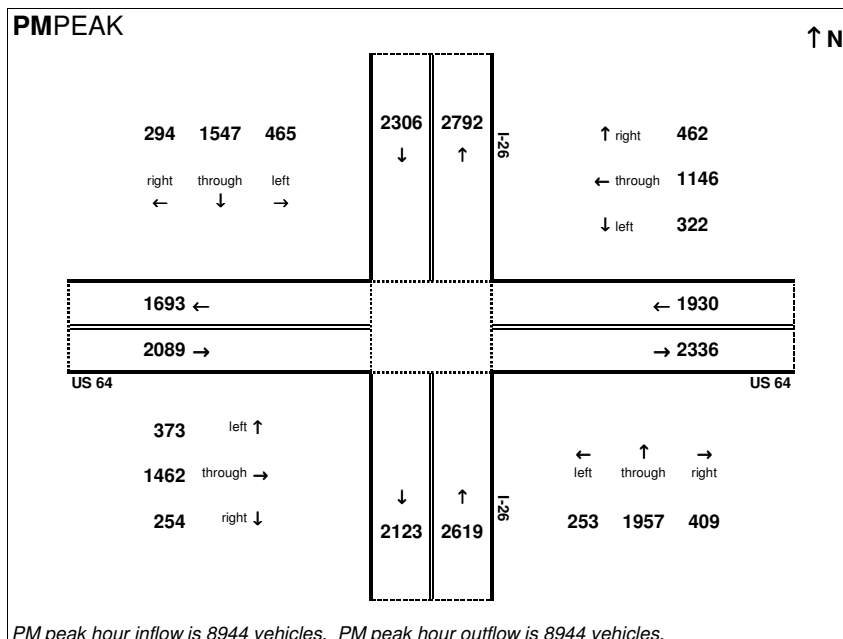 PMPEAK
↑ N
294 1547 465
right through left
← ↓ →
2306 2792
↓ ↑
I-26
↑ right 462
← through 1146
↓ left 322
1693 ←
← 1930
2089 →
→ 2336
US 64
US 64
373 left ↑
1462 through →
254 right ↓
↓ ↑
2123 2619
I-26
← ↑ →
left through right
253 1957 409
PM peak hour inflow is 8944 vehicles. PM peak hour outflow is 8944 vehicles.